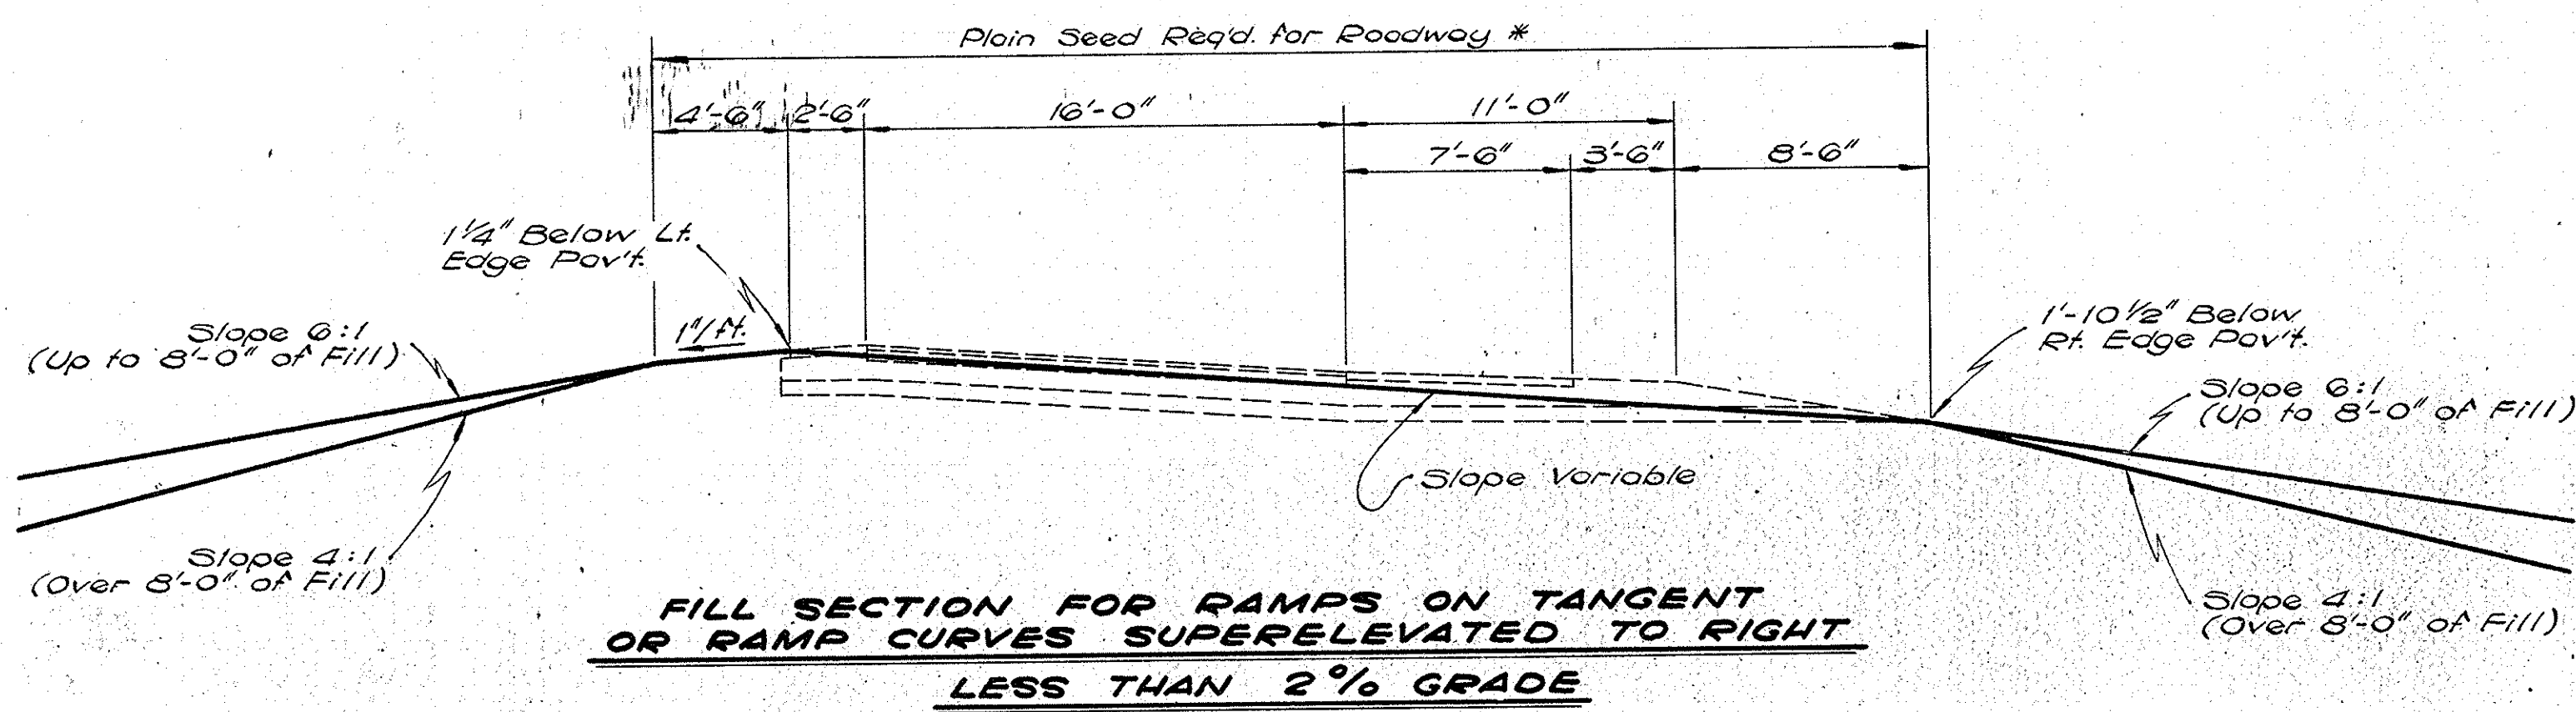 Plain Seed Req'd. for Roadway *
4'-6" 2'-6" 16'-0" 11'-0"
7'-6" 3'-6" 8'-6"
1 1/4" Below Lt.
Edge Pav't.
1"/ft.
Slope 6:1
(Up to 8'-0" of Fill)
1'-10 1/2" Below
Rt. Edge Pav't.
Slope 6:1
(Up to 8'-0" of Fill)
Slope Variable
Slope 4:1
(Over 8'-0" of Fill)
Slope 4:1
(Over 8'-0" of Fill)
FILL SECTION FOR RAMPS ON TANGENT
OR RAMP CURVES SUPERELEVATED TO RIGHT
LESS THAN 2% GRADE